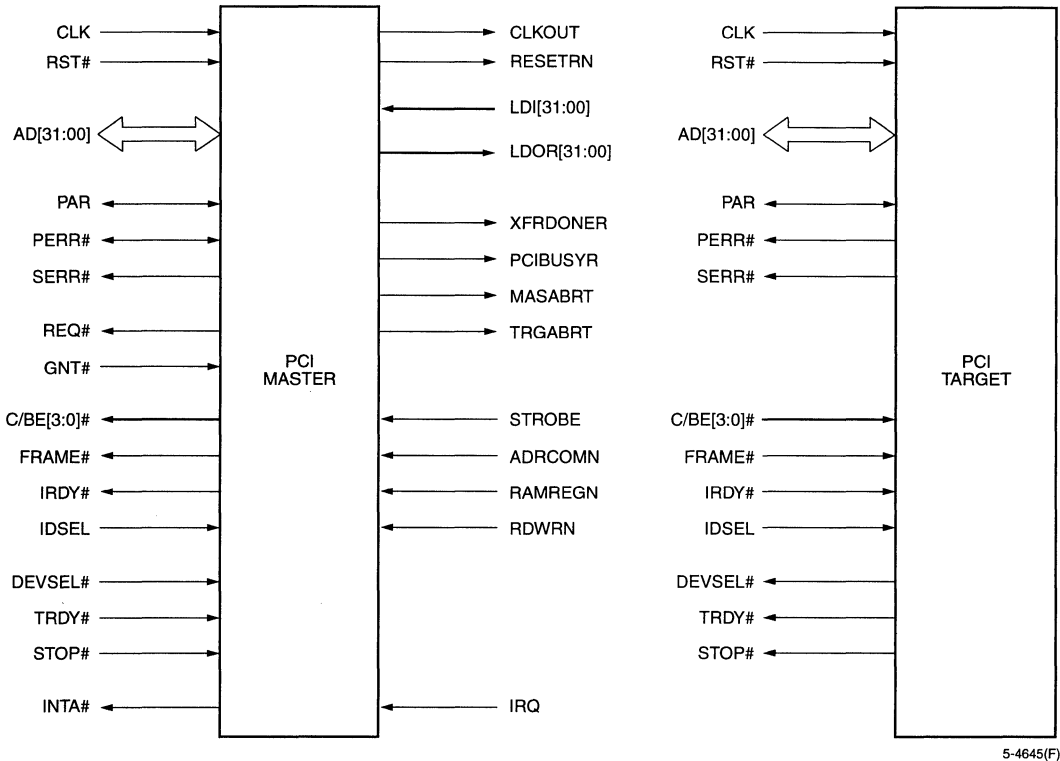 CLK
RST#
AD[31:00]
PAR
PERR#
SERR#
REQ#
GNT#
C/BE[3:0]#
FRAME#
IRDY#
IDSEL
DEVSEL#
TRDY#
STOP#
INTA#
PCI
MASTER
CLKOUT
RESETRN
LDI[31:00]
LDOR[31:00]
XFRDONER
PCIBUSYR
MASABRT
TRGABRT
STROBE
ADRCOMN
RAMREGN
RDWRN
IRQ
CLK
RST#
AD[31:00]
PAR
PERR#
SERR#
C/BE[3:0]#
FRAME#
IRDY#
IDSEL
DEVSEL#
TRDY#
STOP#
PCI
TARGET
5-4645(F)